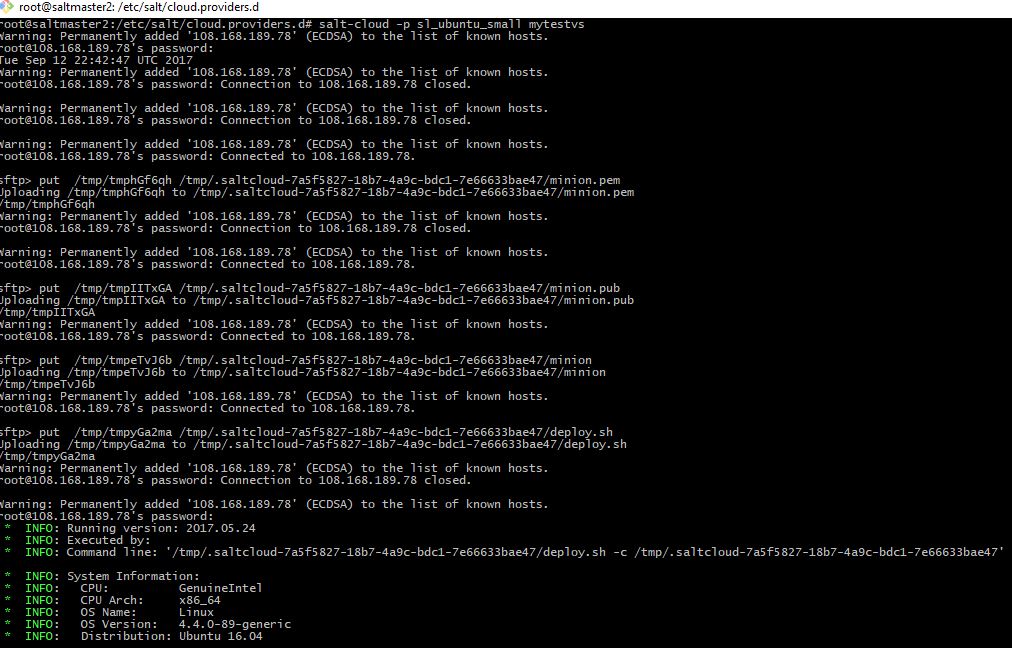 root@saltmaster2: /etc/salt/cloud.providers.d
root@saltmaster2:/etc/salt/cloud.providers.d# salt-cloud -p sl_ubuntu_small mytestvs
Warning: Permanently added '108.168.189.78' (ECDSA) to the list of known hosts.
root@108.168.189.78's password:
Tue Sep 12 22:42:47 UTC 2017
Warning: Permanently added '108.168.189.78' (ECDSA) to the list of known hosts.
root@108.168.189.78's password: Connection to 108.168.189.78 closed.
Warning: Permanently added '108.168.189.78' (ECDSA) to the list of known hosts.
root@108.168.189.78's password: Connection to 108.168.189.78 closed.
Warning: Permanently added '108.168.189.78' (ECDSA) to the list of known hosts.
root@108.168.189.78's password: Connected to 108.168.189.78.
sftp> put  /tmp/tmphGf6qh /tmp/.saltcloud-7a5f5827-18b7-4a9c-bdc1-7e66633bae47/minion.pem
Uploading /tmp/tmphGf6qh to /tmp/.saltcloud-7a5f5827-18b7-4a9c-bdc1-7e66633bae47/minion.pem
/tmp/tmphGf6qh
Warning: Permanently added '108.168.189.78' (ECDSA) to the list of known hosts.
root@108.168.189.78's password: Connection to 108.168.189.78 closed.
Warning: Permanently added '108.168.189.78' (ECDSA) to the list of known hosts.
root@108.168.189.78's password: Connected to 108.168.189.78.
sftp> put  /tmp/tmpIITxGA /tmp/.saltcloud-7a5f5827-18b7-4a9c-bdc1-7e66633bae47/minion.pub
Uploading /tmp/tmpIITxGA to /tmp/.saltcloud-7a5f5827-18b7-4a9c-bdc1-7e66633bae47/minion.pub
/tmp/tmpIITxGA
Warning: Permanently added '108.168.189.78' (ECDSA) to the list of known hosts.
root@108.168.189.78's password: Connected to 108.168.189.78.
sftp> put  /tmp/tmpeTvJ6b /tmp/.saltcloud-7a5f5827-18b7-4a9c-bdc1-7e66633bae47/minion
Uploading /tmp/tmpeTvJ6b to /tmp/.saltcloud-7a5f5827-18b7-4a9c-bdc1-7e66633bae47/minion
/tmp/tmpeTvJ6b
Warning: Permanently added '108.168.189.78' (ECDSA) to the list of known hosts.
root@108.168.189.78's password: Connected to 108.168.189.78.
sftp> put  /tmp/tmpyGa2ma /tmp/.saltcloud-7a5f5827-18b7-4a9c-bdc1-7e66633bae47/deploy.sh
Uploading /tmp/tmpyGa2ma to /tmp/.saltcloud-7a5f5827-18b7-4a9c-bdc1-7e66633bae47/deploy.sh
/tmp/tmpyGa2ma
Warning: Permanently added '108.168.189.78' (ECDSA) to the list of known hosts.
root@108.168.189.78's password: Connection to 108.168.189.78 closed.
Warning: Permanently added '108.168.189.78' (ECDSA) to the list of known hosts.
root@108.168.189.78's password:
 *  INFO: Running version: 2017.05.24
 *  INFO: Executed by:
 *  INFO: Command line: '/tmp/.saltcloud-7a5f5827-18b7-4a9c-bdc1-7e66633bae47/deploy.sh -c /tmp/.saltcloud-7a5f5827-18b7-4a9c-bdc1-7e66633bae47'
 *  INFO: System Information:
 *  INFO:   CPU:          GenuineIntel
 *  INFO:   CPU Arch:     x86_64
 *  INFO:   OS Name:      Linux
 *  INFO:   OS Version:   4.4.0-89-generic
 *  INFO:   Distribution: Ubuntu 16.04